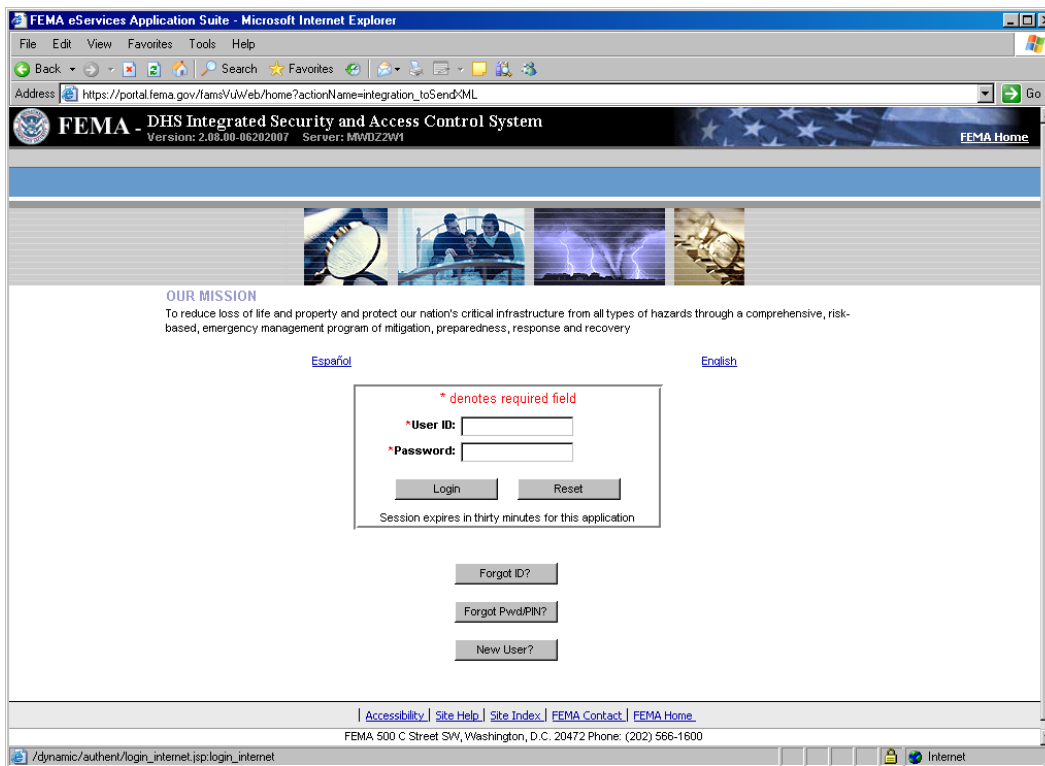 FEMA eServices Application Suite - Microsoft Internet Explorer
File Edit View Favorites Tools Help
Back Search Favorites
Address https://portal.fema.gov/famsVuWeb/home?actionName=integration_toSendXML Go
FEMA - DHS Integrated Security and Access Control System
Version: 2.08.00-06202007 Server: MWDZ2W1
FEMA Home
OUR MISSION
To reduce loss of life and property and protect our nation's critical infrastructure from all types of hazards through a comprehensive, risk-
based, emergency management program of mitigation, preparedness, response and recovery
Español English
* denotes required field
*User ID:
*Password:
Login Reset
Session expires in thirty minutes for this application
Forgot ID?
Forgot Pwd/PIN?
New User?
| Accessibility | Site Help | Site Index | FEMA Contact | FEMA Home
FEMA 500 C Street SW, Washington, D.C. 20472 Phone: (202) 566-1600
/dynamic/authent/login_internet.jsp:login_internet Internet